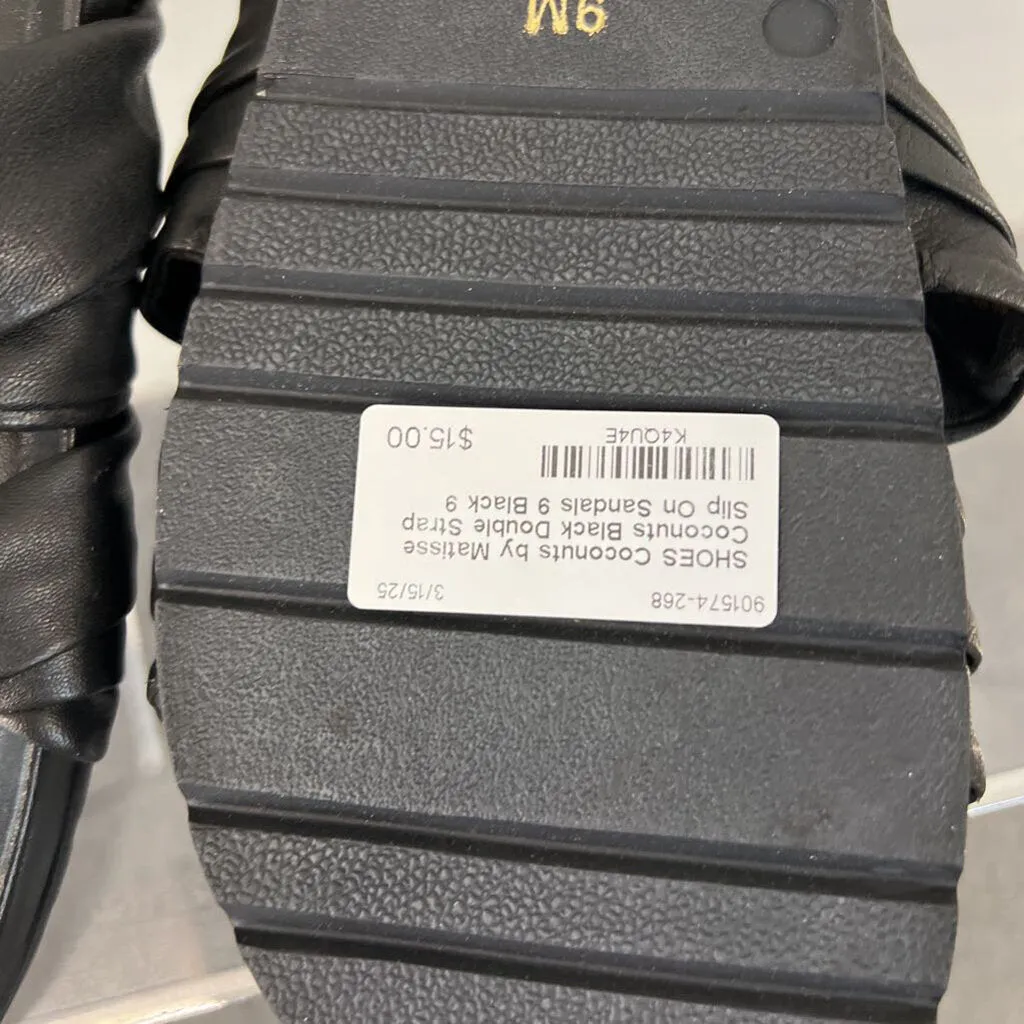 901574-268 3/15/25
SHOES Coconuts by Matisse
Coconuts Black Double Strap
Slip On Sandals 9 Black 9
K4QU4E
$15.00
9M